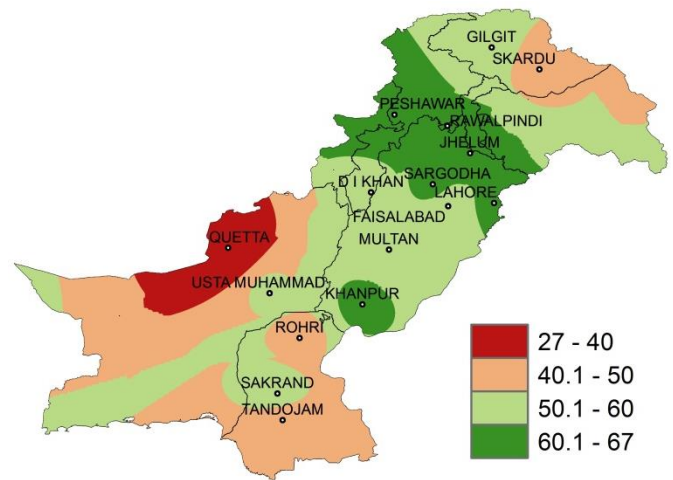 GILGIT
SKARDU
PESHAWAR
RAWALPINDI
JHELUM
SARGODHA
D I KHAN
LAHORE
FAISALABAD
QUETTA
MULTAN
USTA MUHAMMAD
KHANPUR
ROHRI
SAKRAND
TANDOJAM
27 - 40
40.1 - 50
50.1 - 60
60.1 - 67